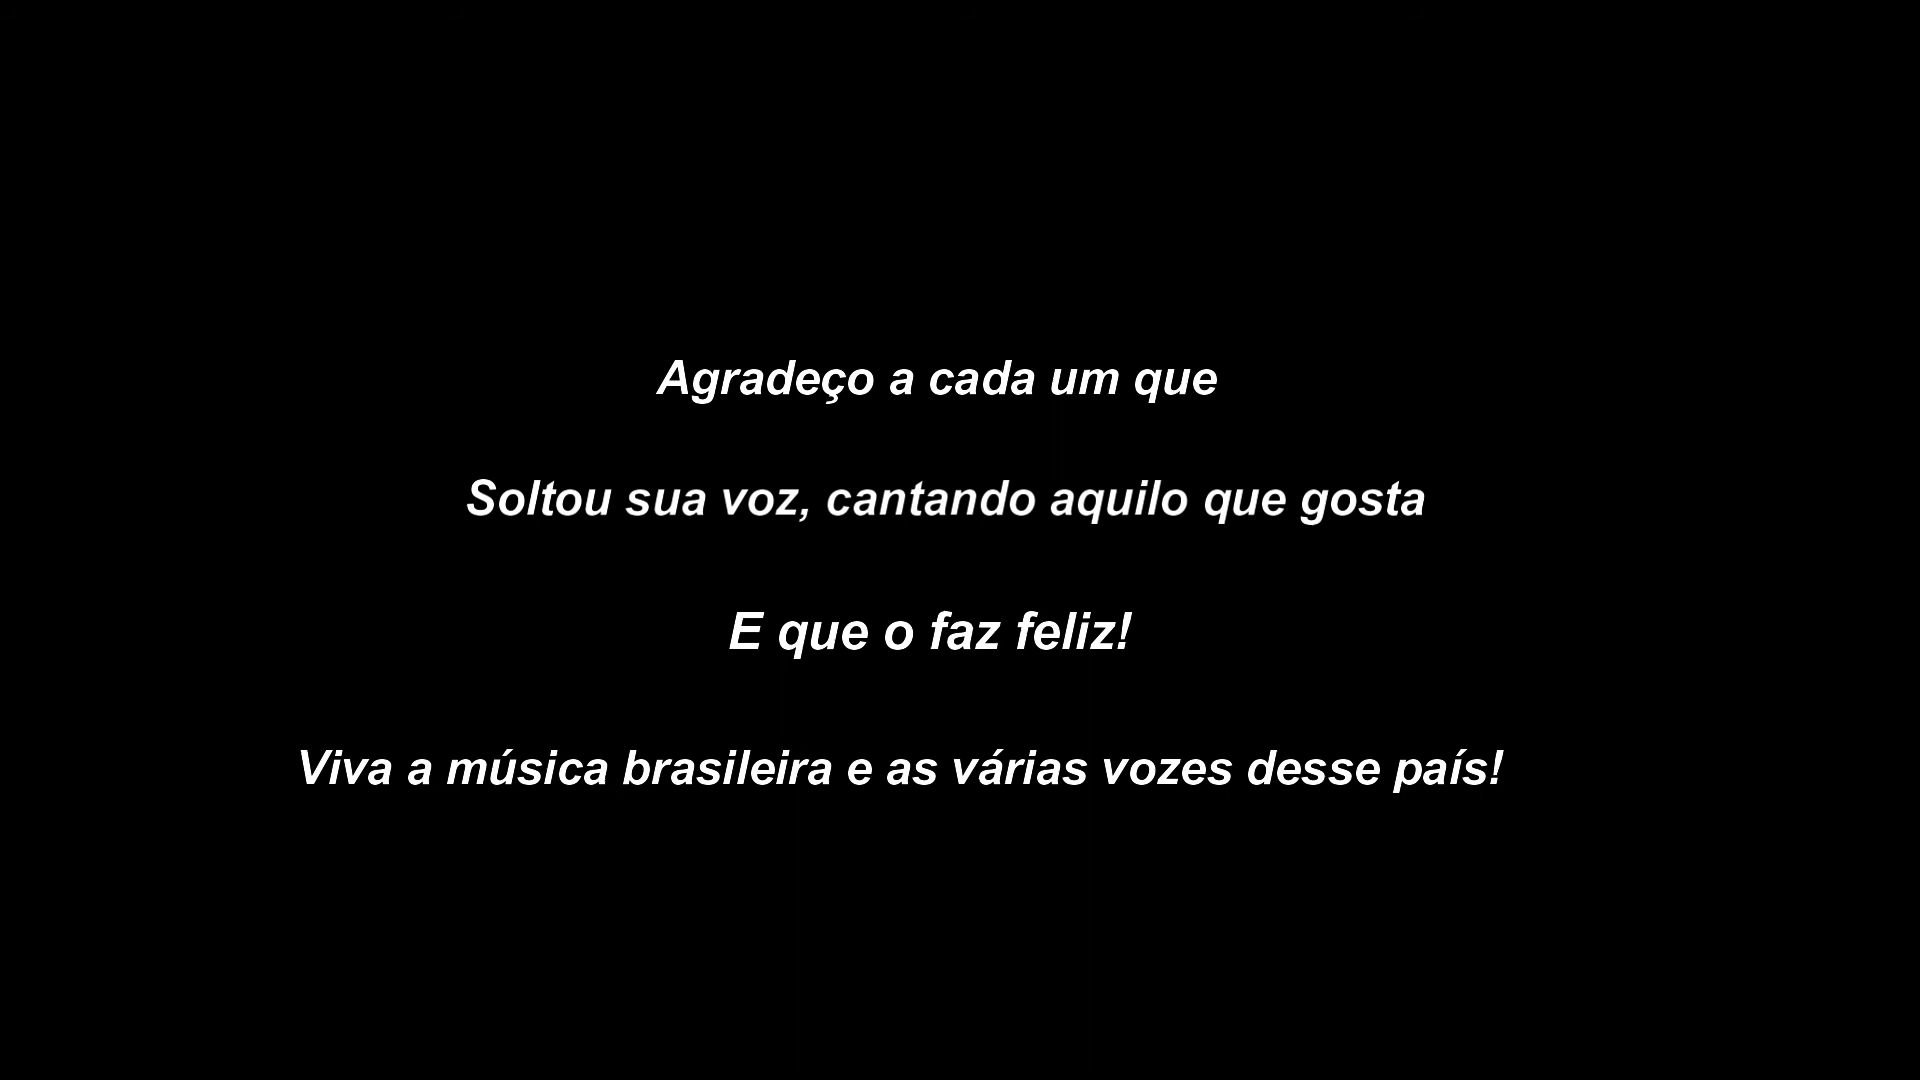 Agradeço a cada um que
Soltou sua voz, cantando aquilo que gosta
E que o faz feliz!
Viva a música brasileira e as várias vozes desse país!